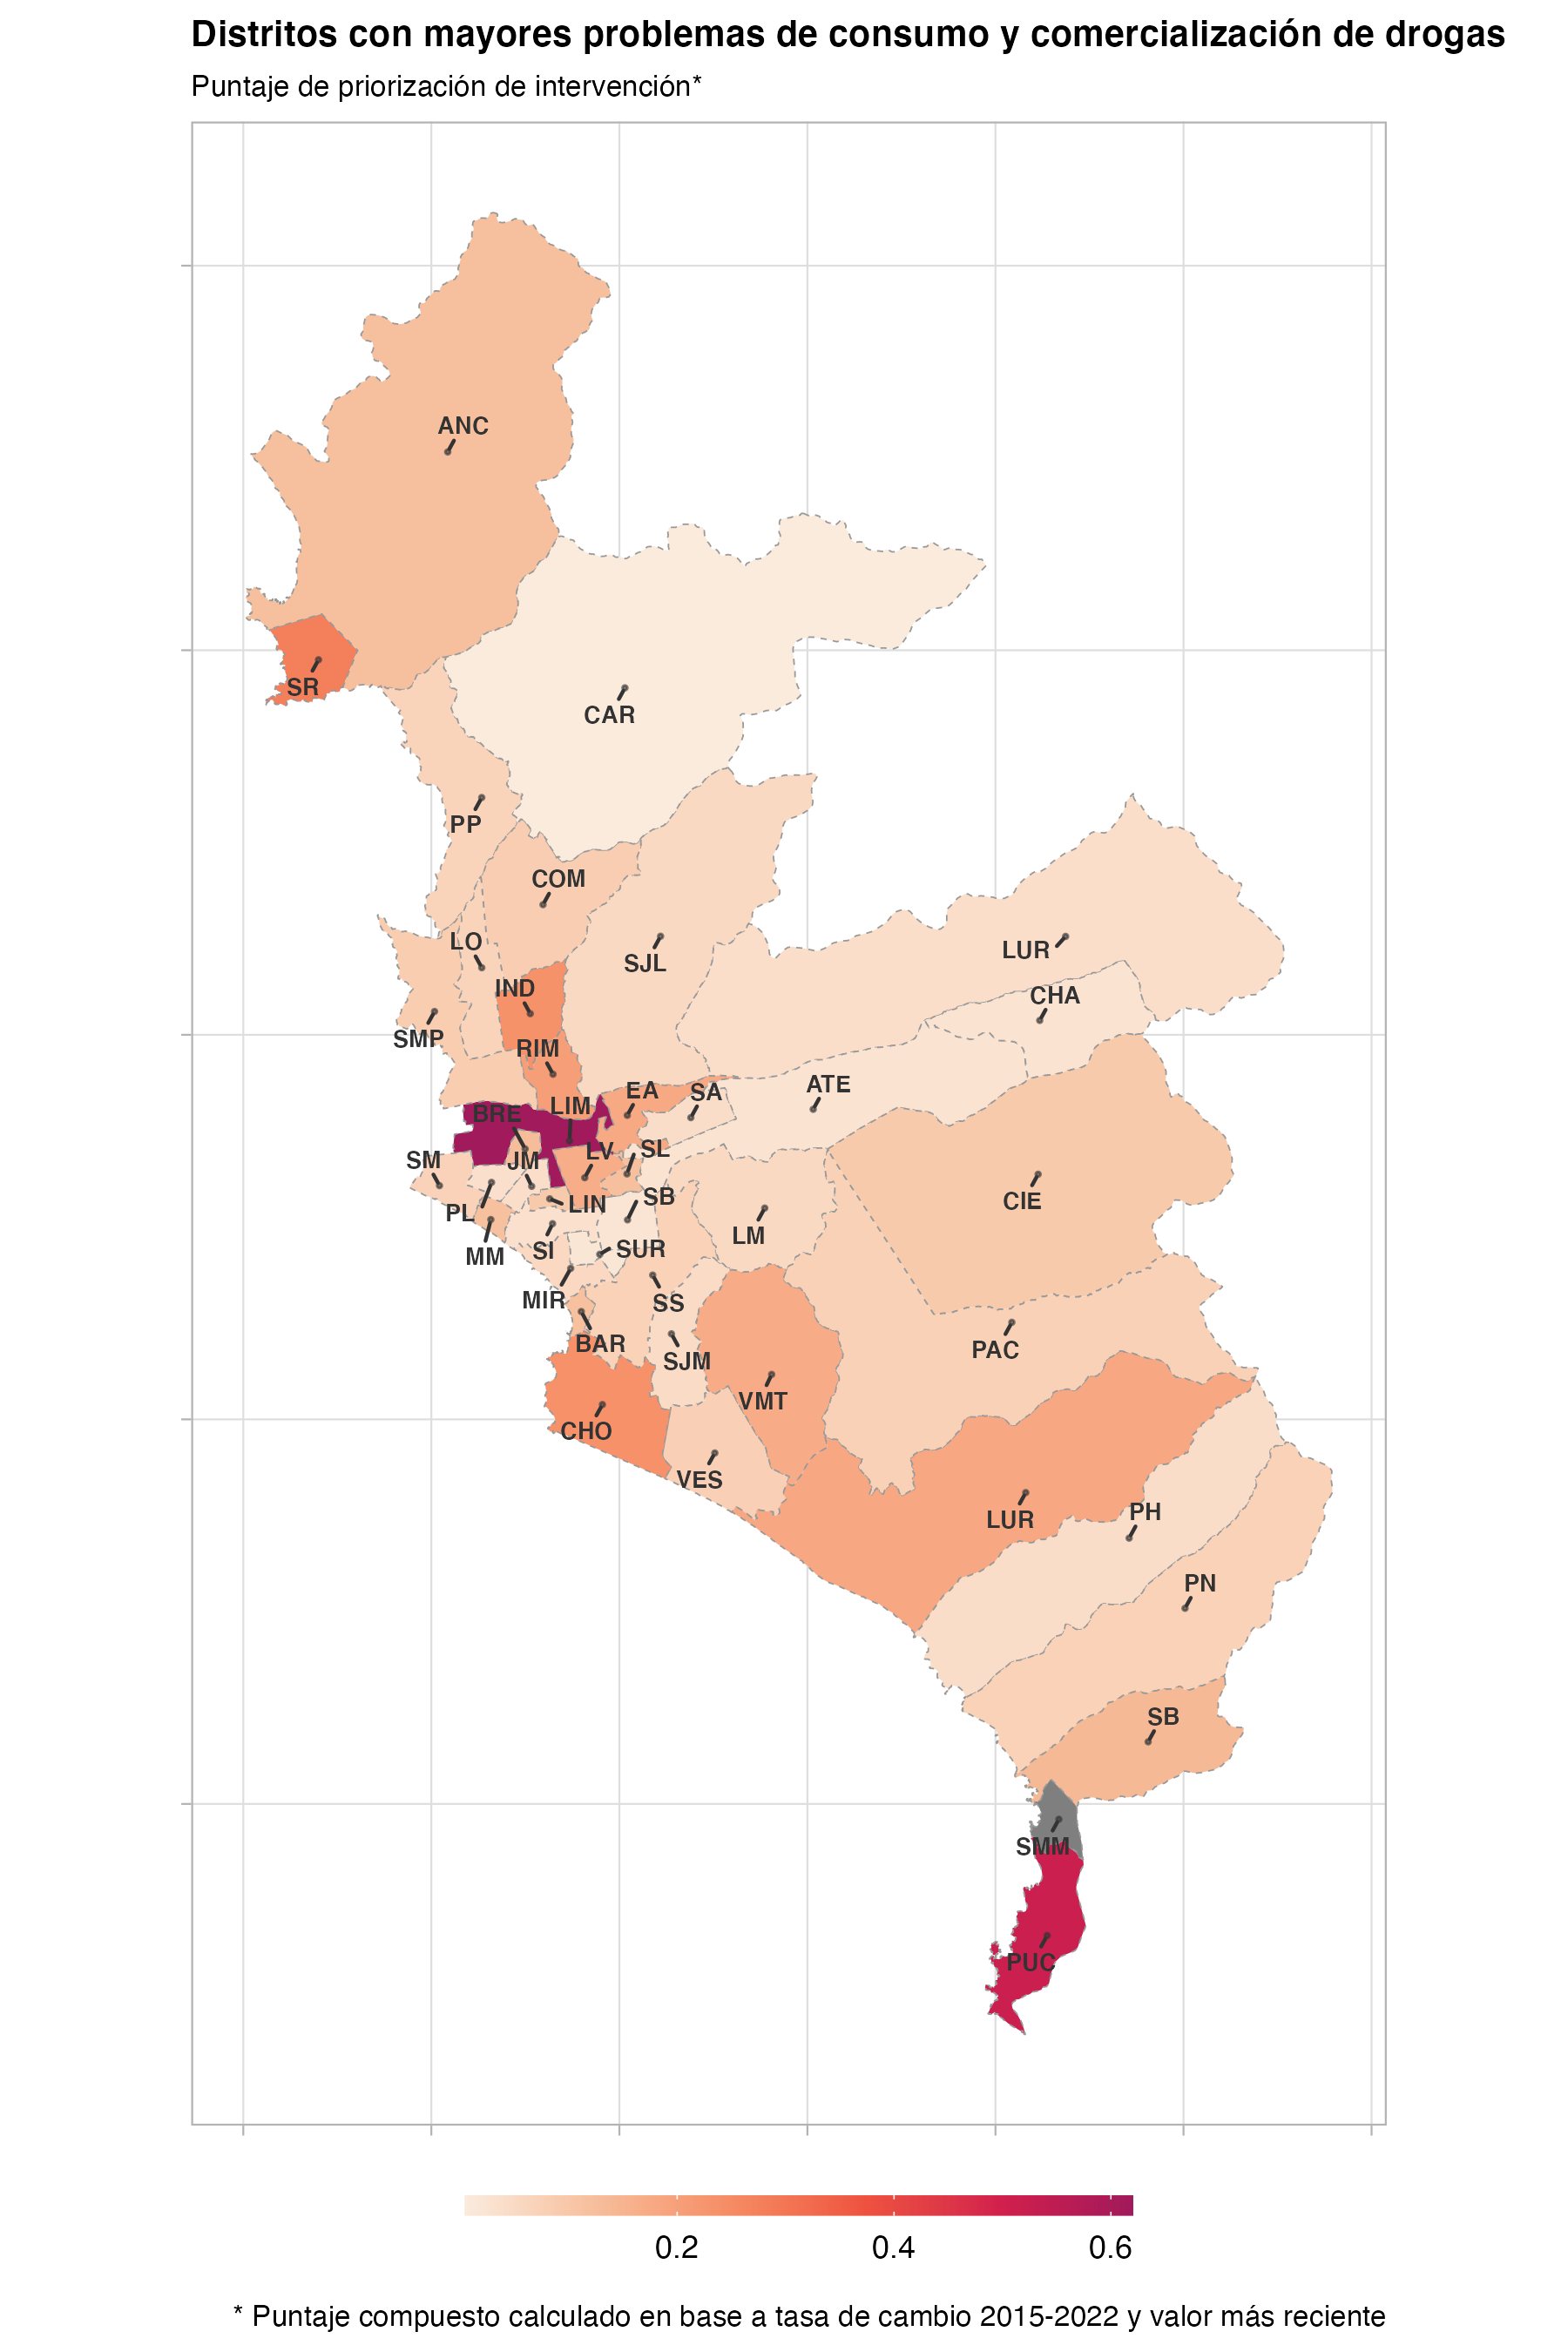 Distritos con mayores problemas de consumo y comercialización de drogas
Puntaje de priorización de intervención*
ANC
SR
CAR
PP
COM
LO
SJL
LUR
IND
CHA
SMP
RIM
ATE
EA
SA
LIM
BRE
LV
SL
SM
JM
CIE
SB
PL
LIN
LM
MM
SI
SUR
MIR
SS
BAR
PAC
SJM
VMT
CHO
VES
LUR
PH
PN
SB
SMM
PUC
0.2 0.4 0.6
* Puntaje compuesto calculado en base a tasa de cambio 2015-2022 y valor más reciente